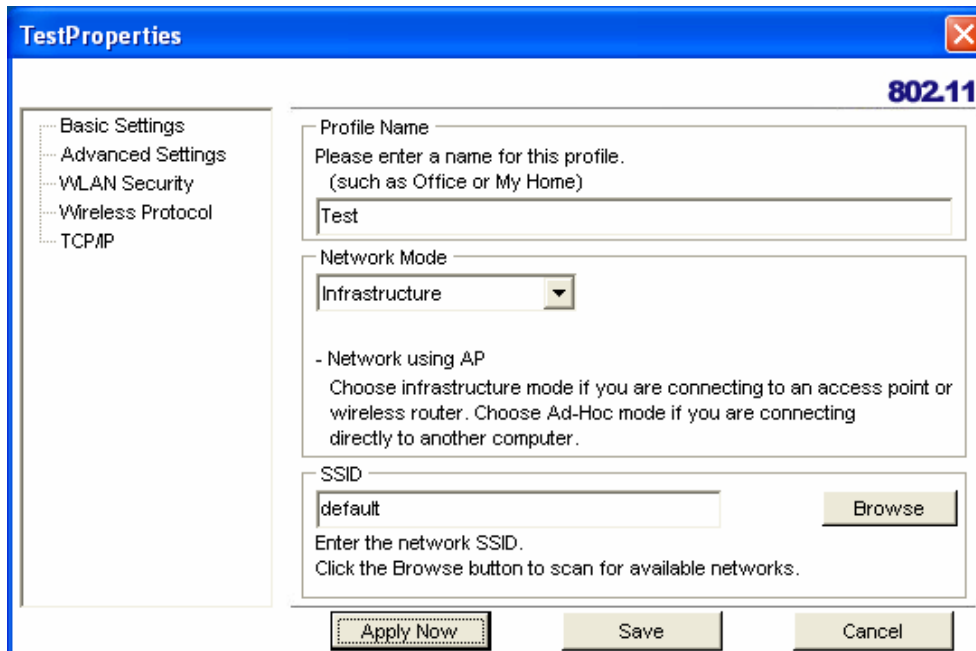 TestProperties
802.11
Basic Settings
Advanced Settings
WLAN Security
Wireless Protocol
TCP/IP
Profile Name
Please enter a name for this profile.
(such as Office or My Home)
Test
Network Mode
Infrastructure
- Network using AP
Choose infrastructure mode if you are connecting to an access point or
wireless router. Choose Ad-Hoc mode if you are connecting
directly to another computer.
SSID
default
Browse
Enter the network SSID.
Click the Browse button to scan for available networks.
Apply Now
Save
Cancel